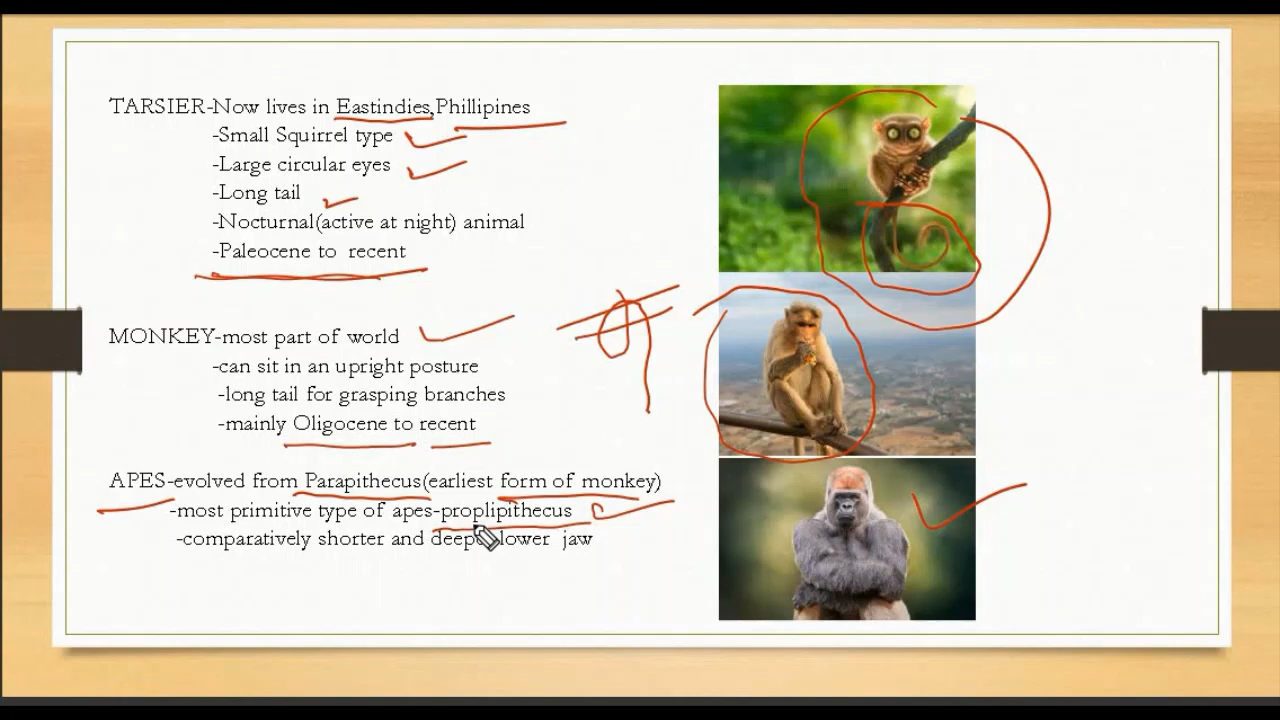 TARSIER-Now lives in Eastindies,Phillipines
-Small Squirrel type
-Large circular eyes
-Long tail
-Nocturnal(active at night) animal
-Paleocene to recent
MONKEY-most part of world
-can sit in an upright posture
-long tail for grasping branches
-mainly Oligocene to recent
APES-evolved from Parapithecus(earliest form of monkey)
-most primitive type of apes-proplipithecus
-comparatively shorter and deeper lower jaw